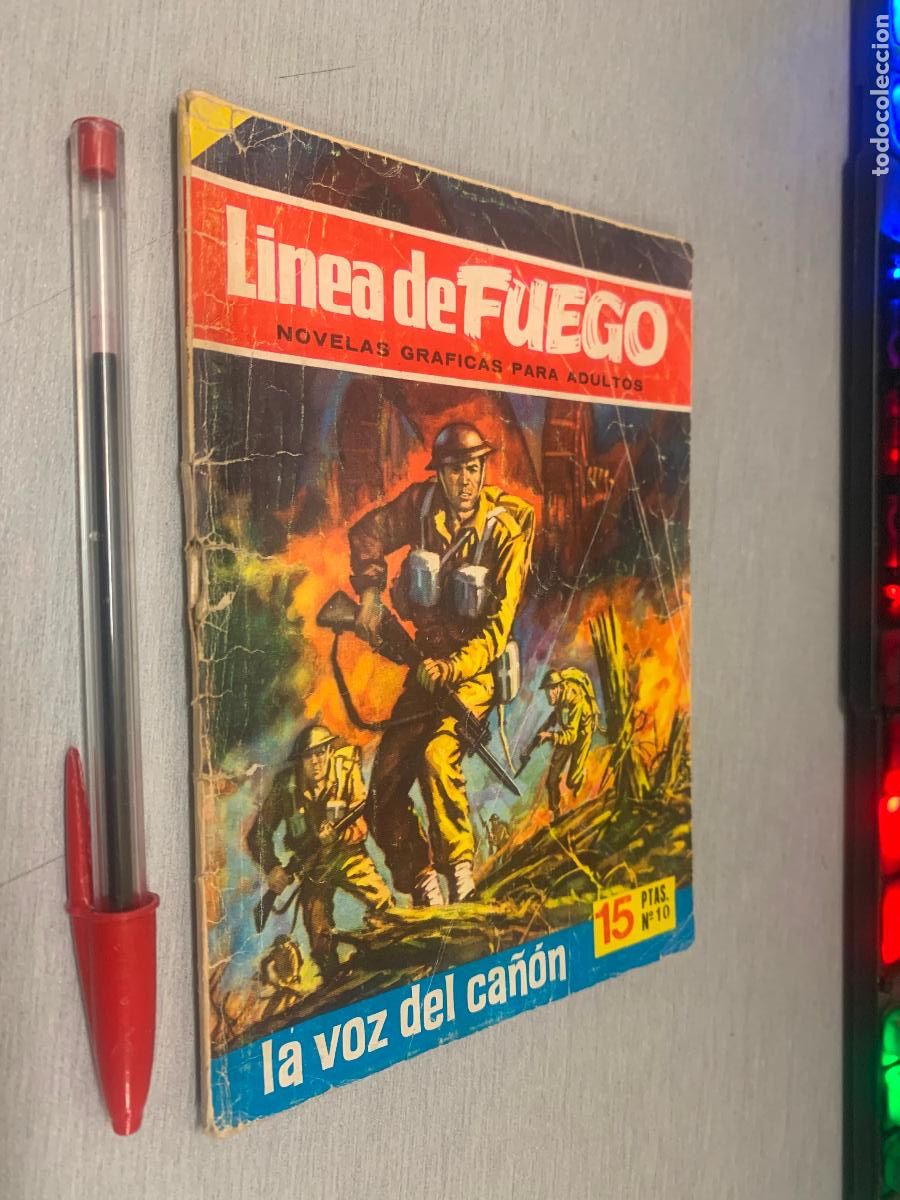 Linea de FUEGO
NOVELAS GRAFICAS PARA ADULTOS
15 PTAS.
Nº 10
la voz del cañón
todocoleccion